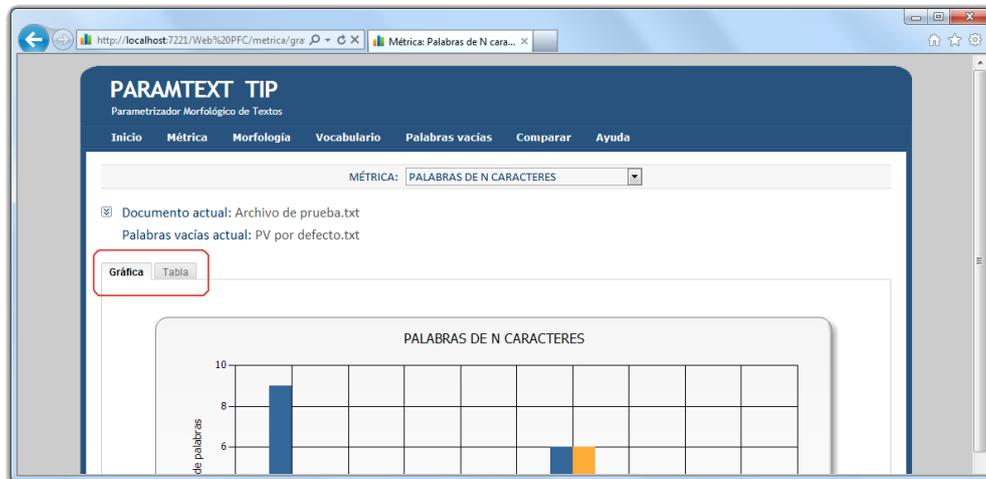 http://localhost:7221/Web%20PFC/metrica/gra
Métrica: Palabras de N cara...
PARAMTEXT TIP
Parametrizador Morfológico de Textos
Inicio Métrica Morfología Vocabulario Palabras vacías Comparar Ayuda
MÉTRICA: PALABRAS DE N CARACTERES
Documento actual: Archivo de prueba.txt
Palabras vacías actual: PV por defecto.txt
Gráfica Tabla
PALABRAS DE N CARACTERES
10
8
6
de palabras